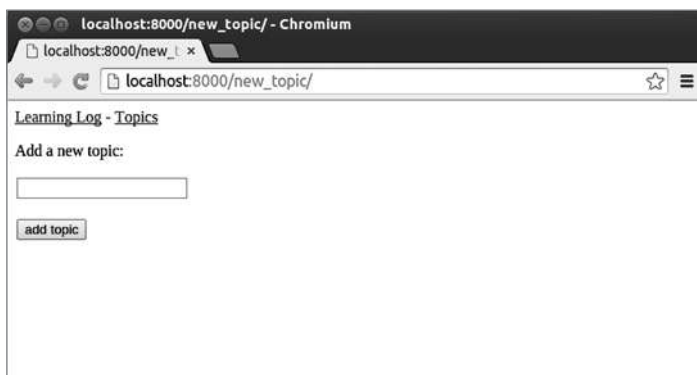 localhost:8000/new_topic/ - Chromium
localhost:8000/new_t
localhost:8000/new_topic/
Learning Log - Topics
Add a new topic:
add topic